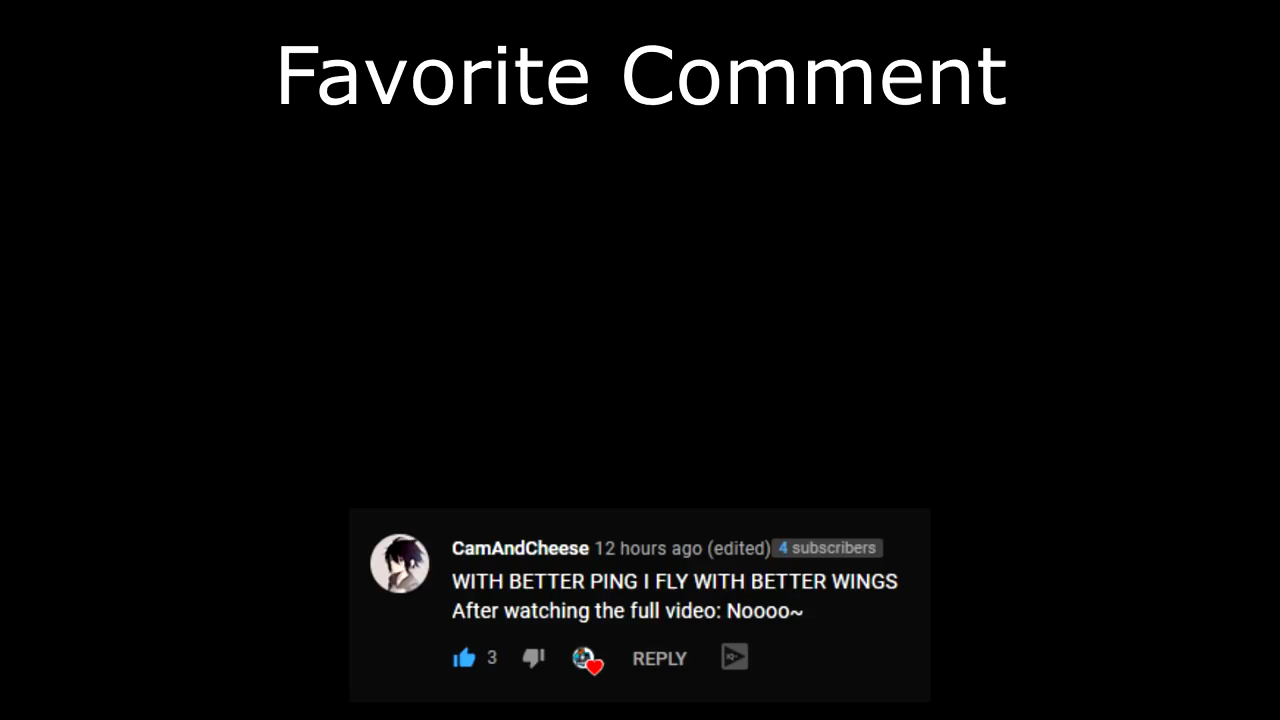 Favorite Comment
CamAndCheese 12 hours ago (edited) 4 subscribers
WITH BETTER PING I FLY WITH BETTER WINGS
After watching the full video: Noooo~
3 REPLY